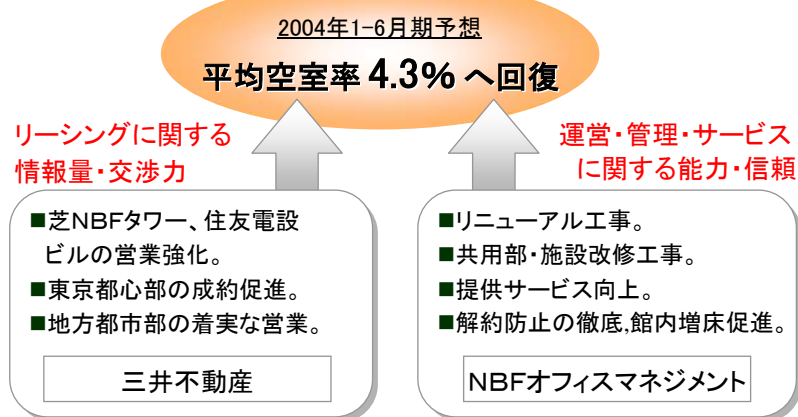 2004年1-6月期予想
平均空室率 4.3% へ回復
リーシングに関する
情報量・交渉力
運営・管理・サービス
に関する能力・信頼
■芝NBFタワー、住友電設
ビルの営業強化。
■東京都心部の成約促進。
■地方都市部の着実な営業。
三井不動産
■リニューアル工事。
■共用部・施設改修工事。
■提供サービス向上。
■解約防止の徹底,館内増床促進。
NBFオフィスマネジメント